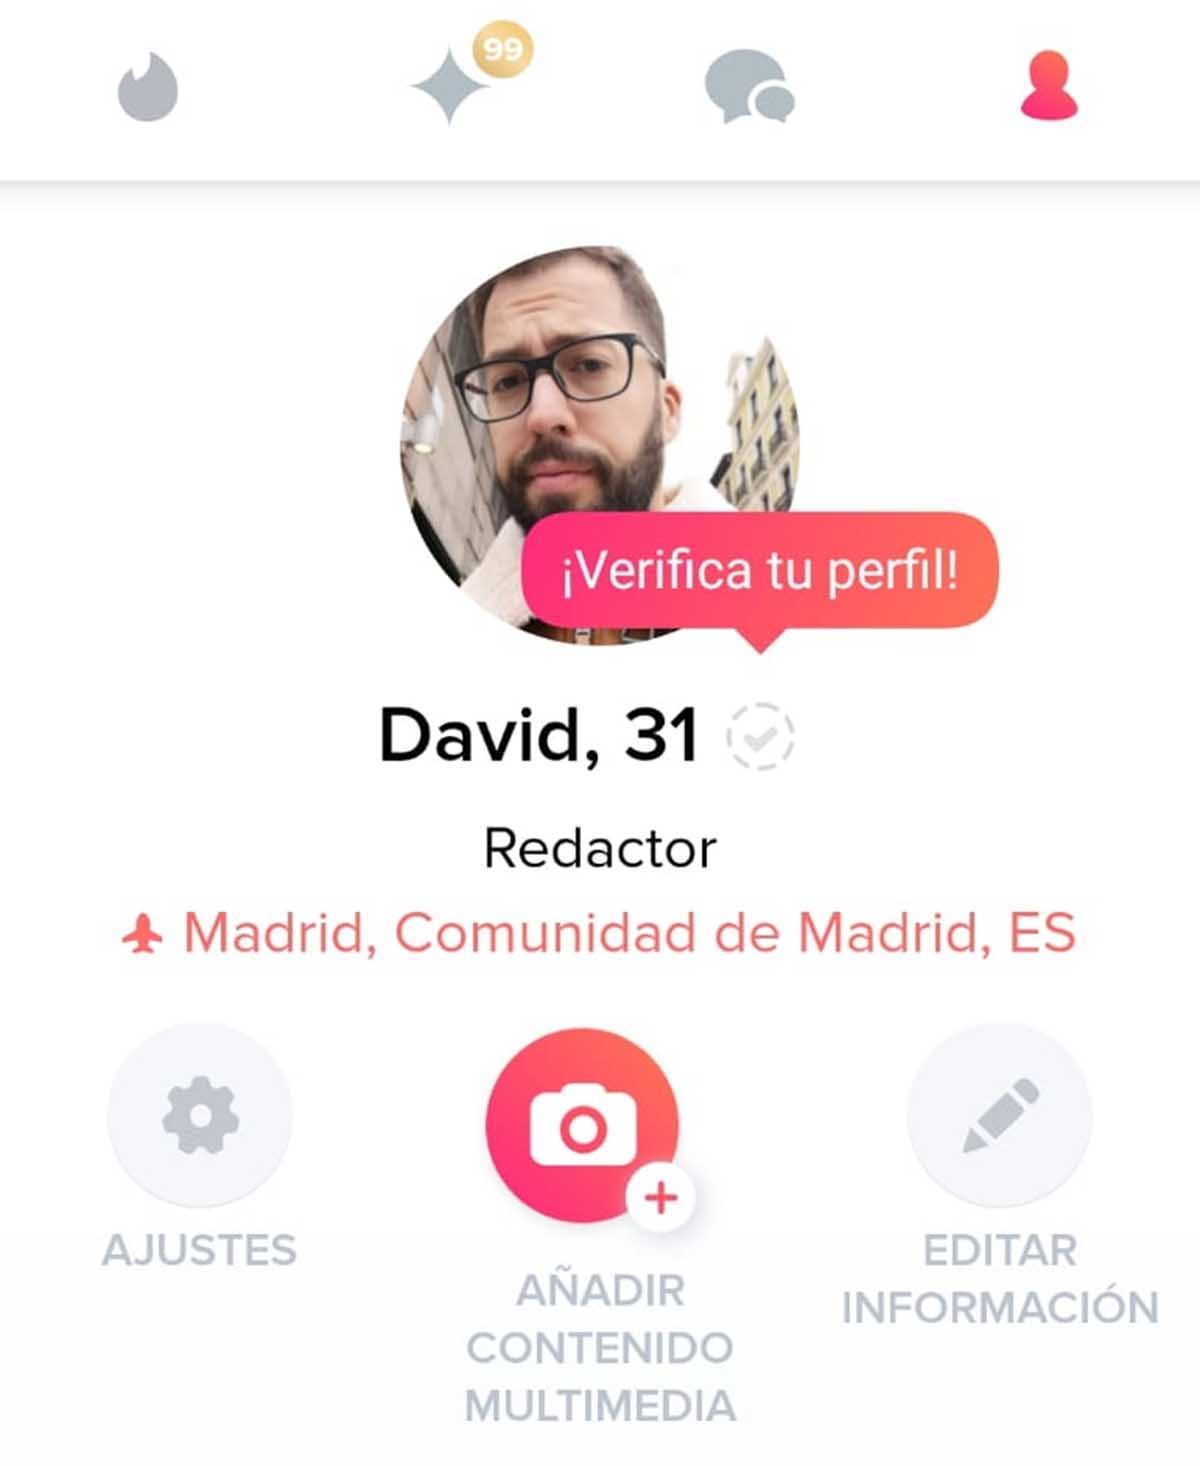 99
¡Verifica tu perfil!
David, 31
Redactor
Madrid, Comunidad de Madrid, ES
AJUSTES
AÑADIR
CONTENIDO
MULTIMEDIA
EDITAR
INFORMACIÓN